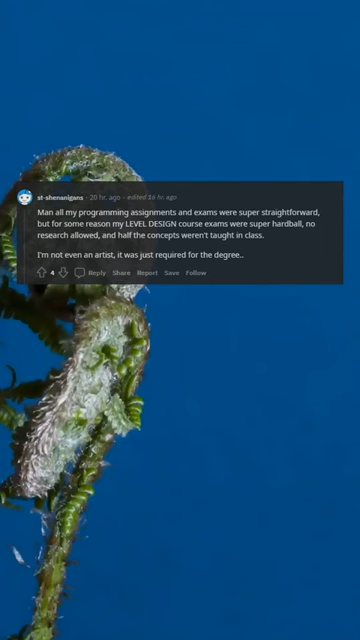 st-shenanigans · 20 hr. ago · edited 16 hr. ago
Man all my programming assignments and exams were super straightforward,
but for some reason my LEVEL DESIGN course exams were super hardball, no
research allowed, and half the concepts weren't taught in class.
I'm not even an artist, it was just required for the degree..
4 Reply Share Report Save Follow